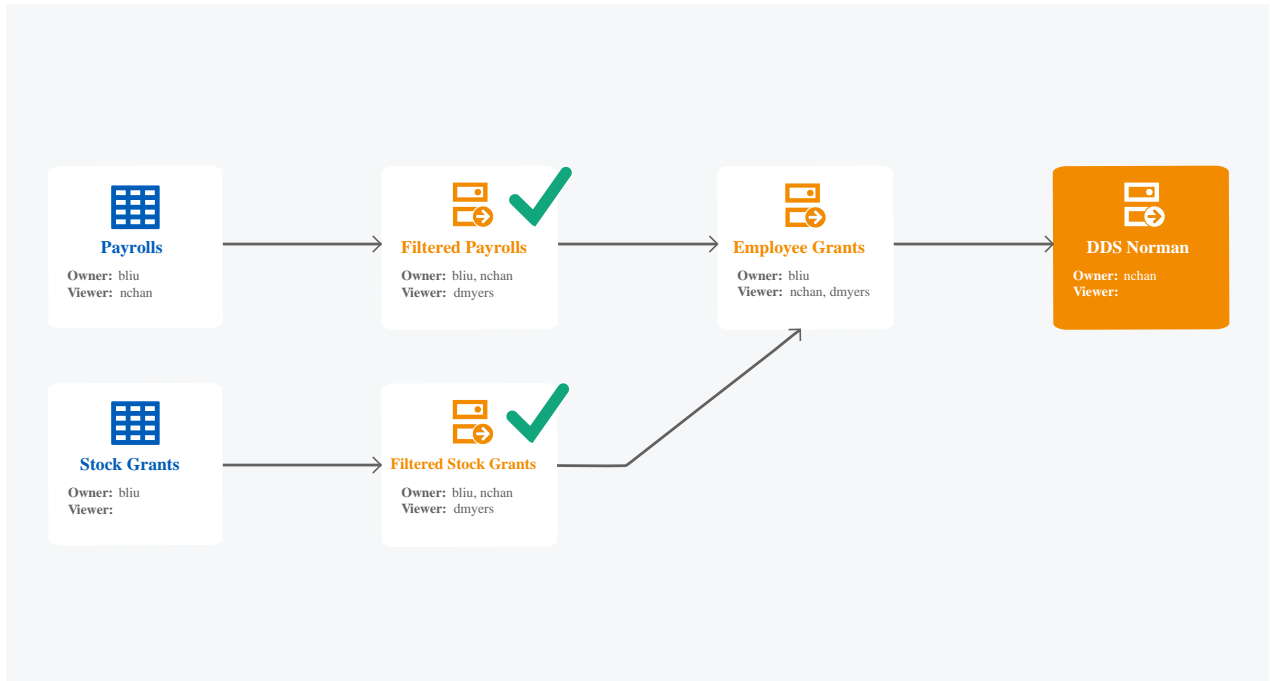 Payrolls
Owner: bliu
Viewer: nchan
Filtered Payrolls
Owner: bliu, nchan
Viewer: dmyers
Employee Grants
Owner: bliu
Viewer: nchan, dmyers
DDS Norman
Owner: nchan
Viewer:
Stock Grants
Owner: bliu
Viewer:
Filtered Stock Grants
Owner: bliu, nchan
Viewer: dmyers